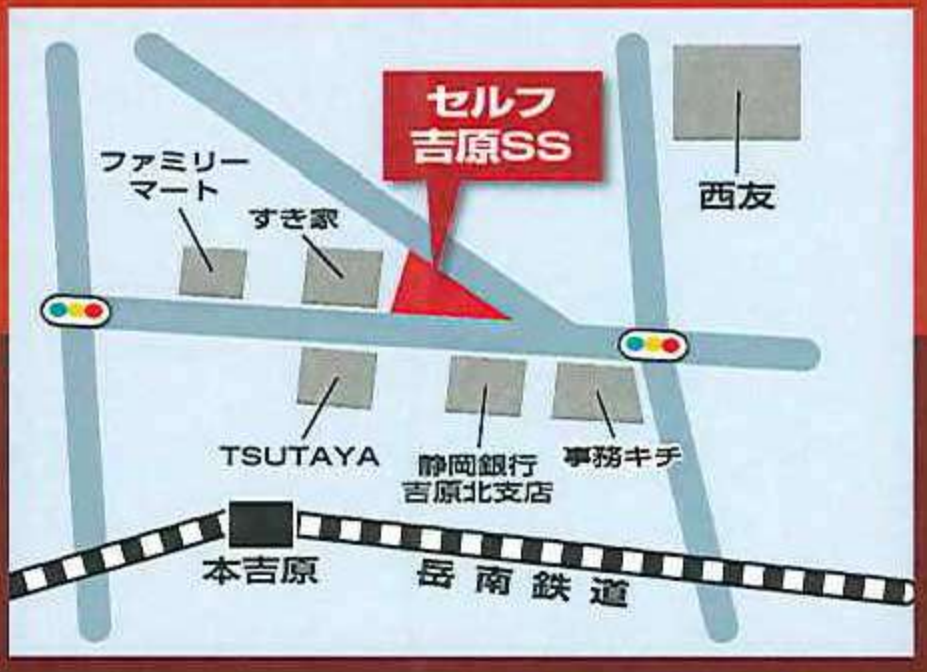 セルフ
吉原SS
西友
ファミリー
マート
すき家
TSUTAYA
静岡銀行
吉原北支店
事務キチ
本吉原
岳南鉄道